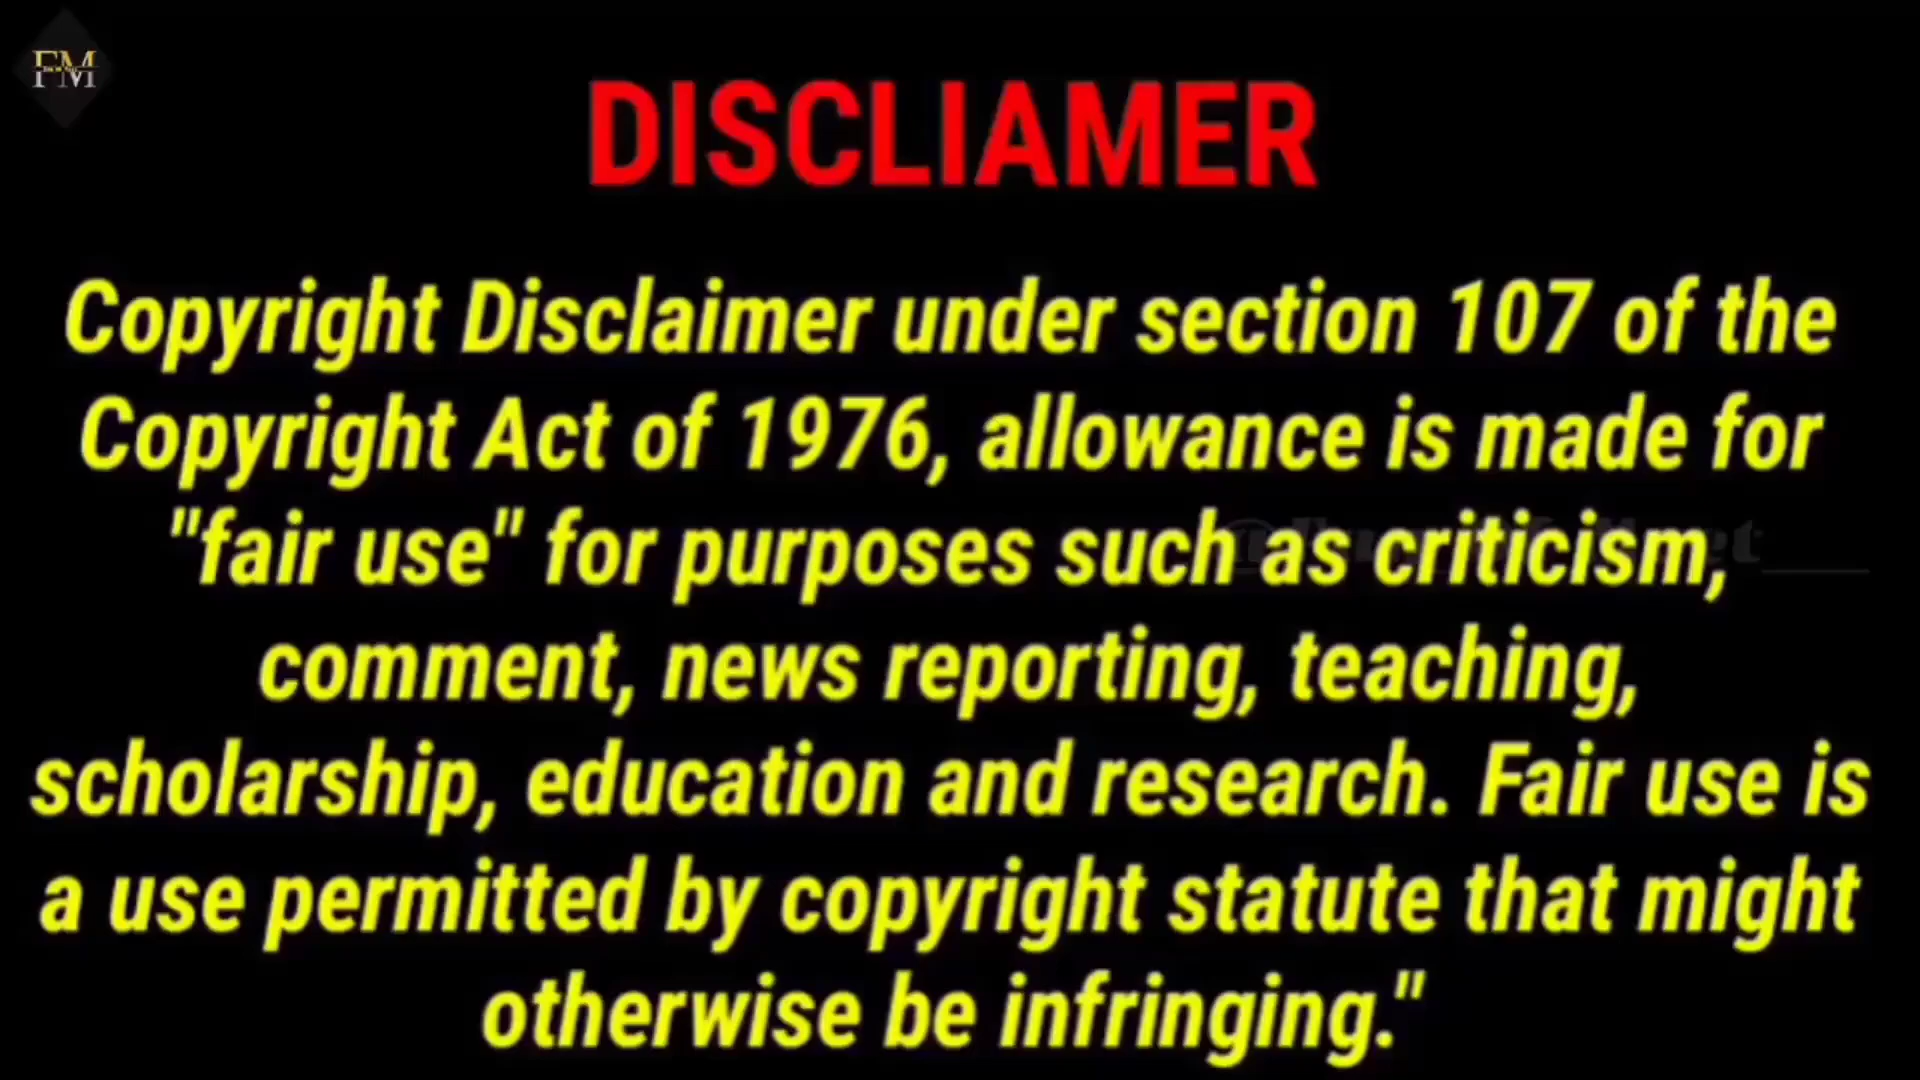 FM
DISCLIAMER
Copyright Disclaimer under section 107 of the
Copyright Act of 1976, allowance is made for
"fair use" for purposes such as criticism,
comment, news reporting, teaching,
scholarship, education and research. Fair use is
a use permitted by copyright statute that might
otherwise be infringing."